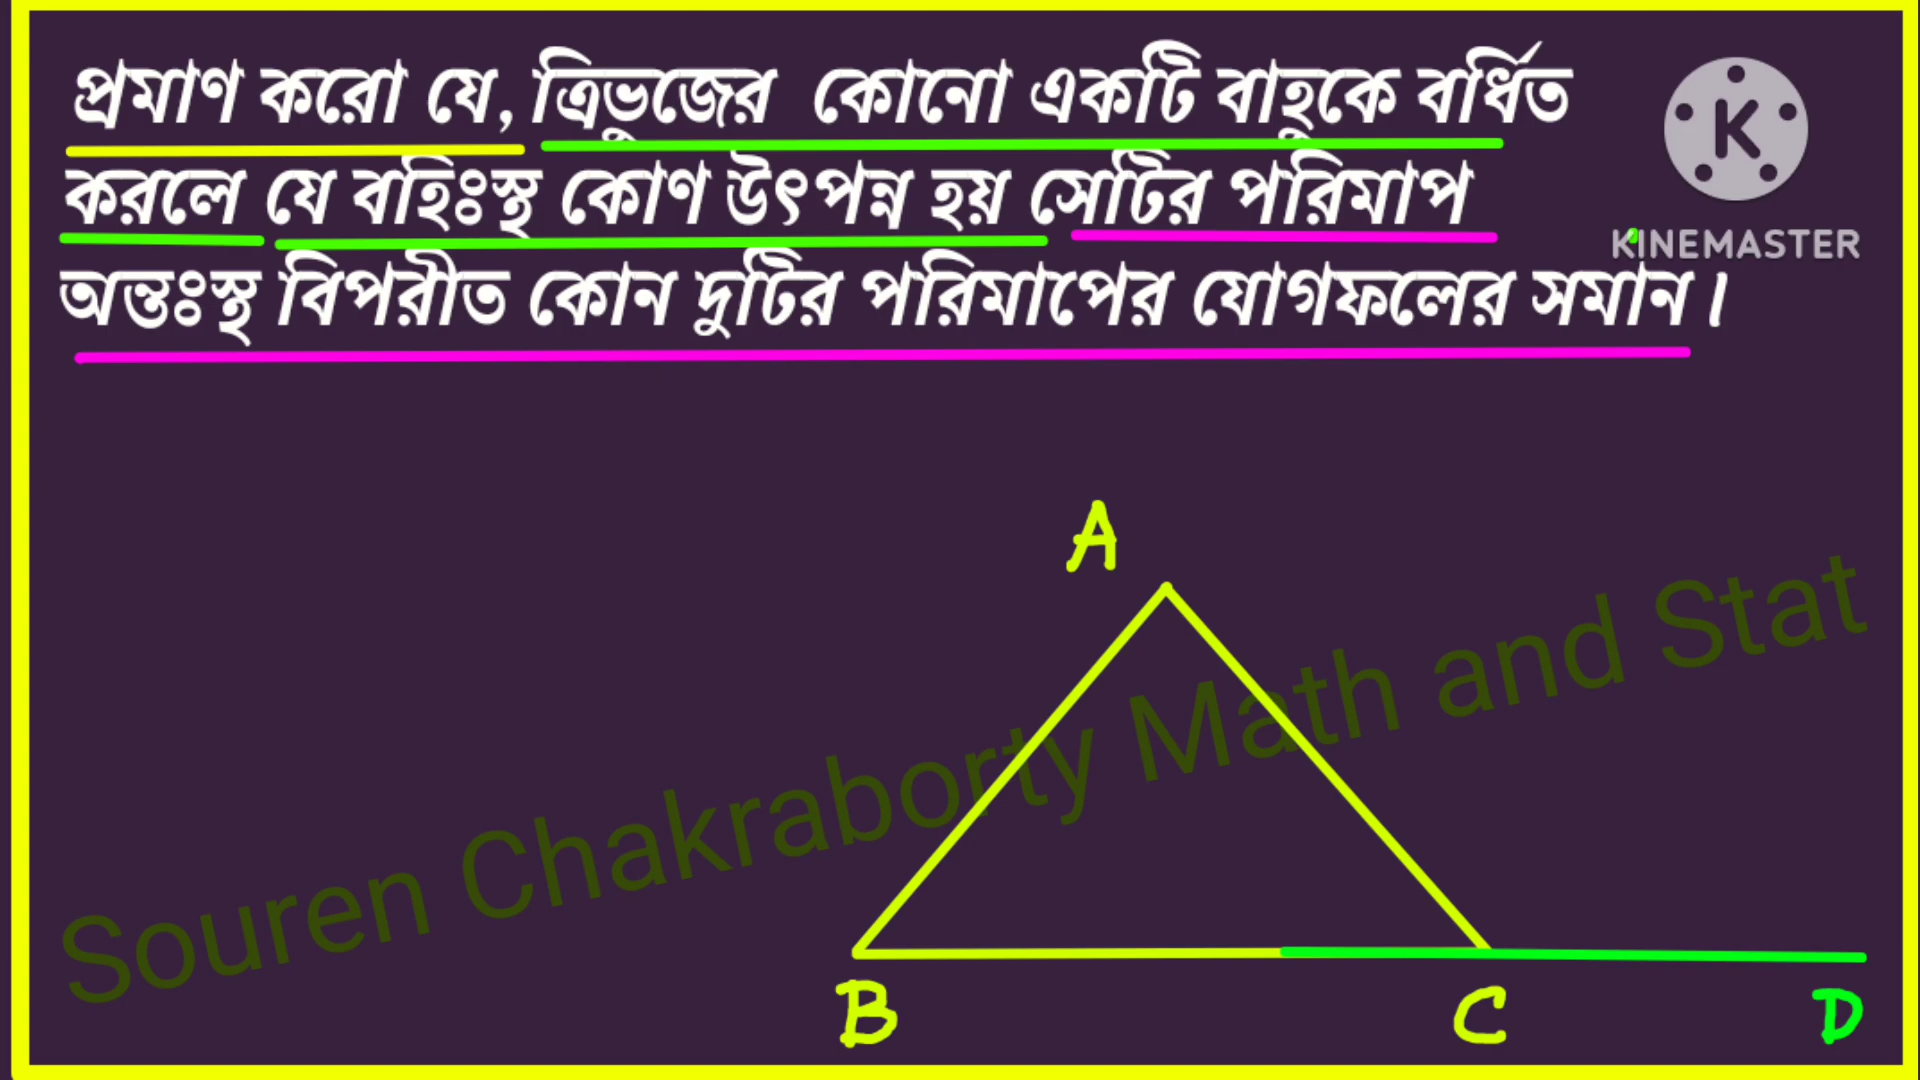 প্রমাণ করো যে, ত্রিভুজের কোনো একটি বাহুকে বর্ধিত
করলে যে বহিঃস্থ কোণ উৎপন্ন হয় সেটির পরিমাপ
অন্তঃস্থ বিপরীত কোন দুটির পরিমাপের যোগফলের সমান।
K
KINEMASTER
A
Souren Chakraborty Math and Stat
B C D